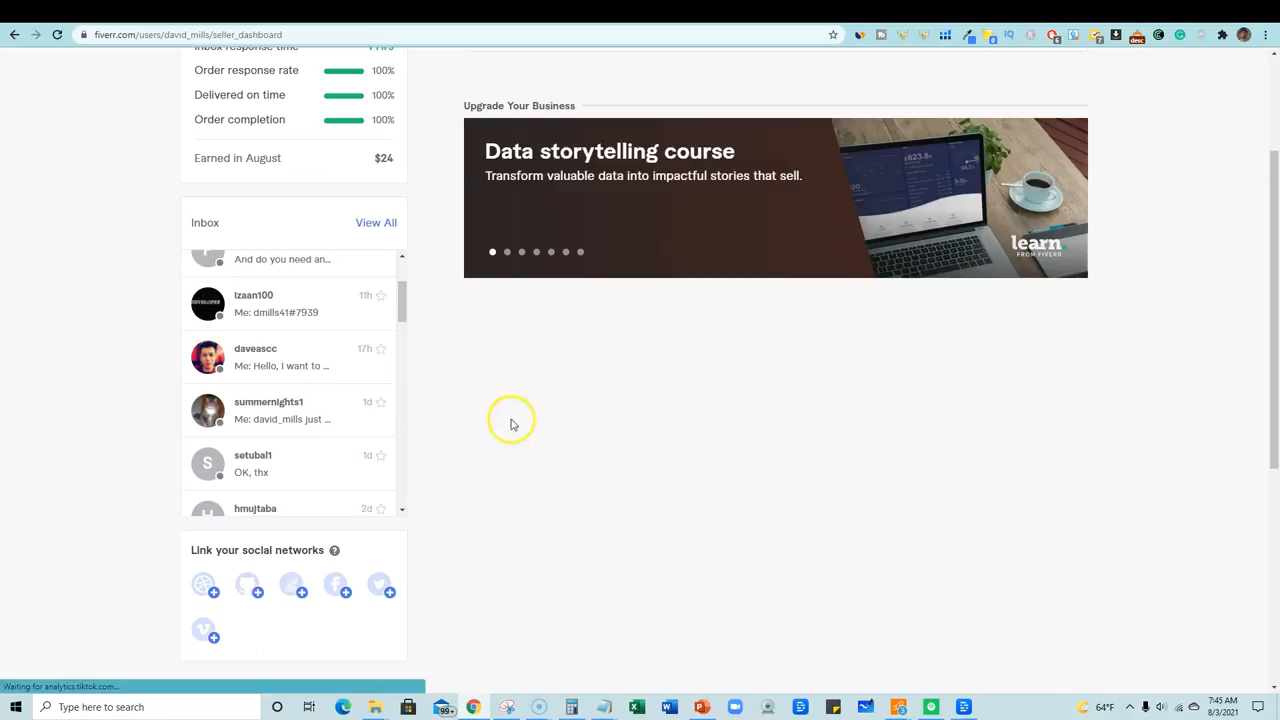 fiverr.com/users/david_mills/seller_dashboard
Inbox response time
Order response rate 100%
Delivered on time 100%
Order completion 100%
Earned in August $24
Upgrade Your Business
Data storytelling course
Transform valuable data into impactful stories that sell.
learn.
FROM FIVERR
Inbox View All
And do you need an...
izaan100 11h
Me: dmills41#7939
daveascc 17h
Me: Hello, I want to ...
summernights1 1d
Me: david_mills just ...
S
setubal1 1d
OK, thx
hmujtaba 2d
Link your social networks ?
Waiting for analytics.tiktok.com...
Type here to search
99+
64°F
7:45 AM
8/3/2021